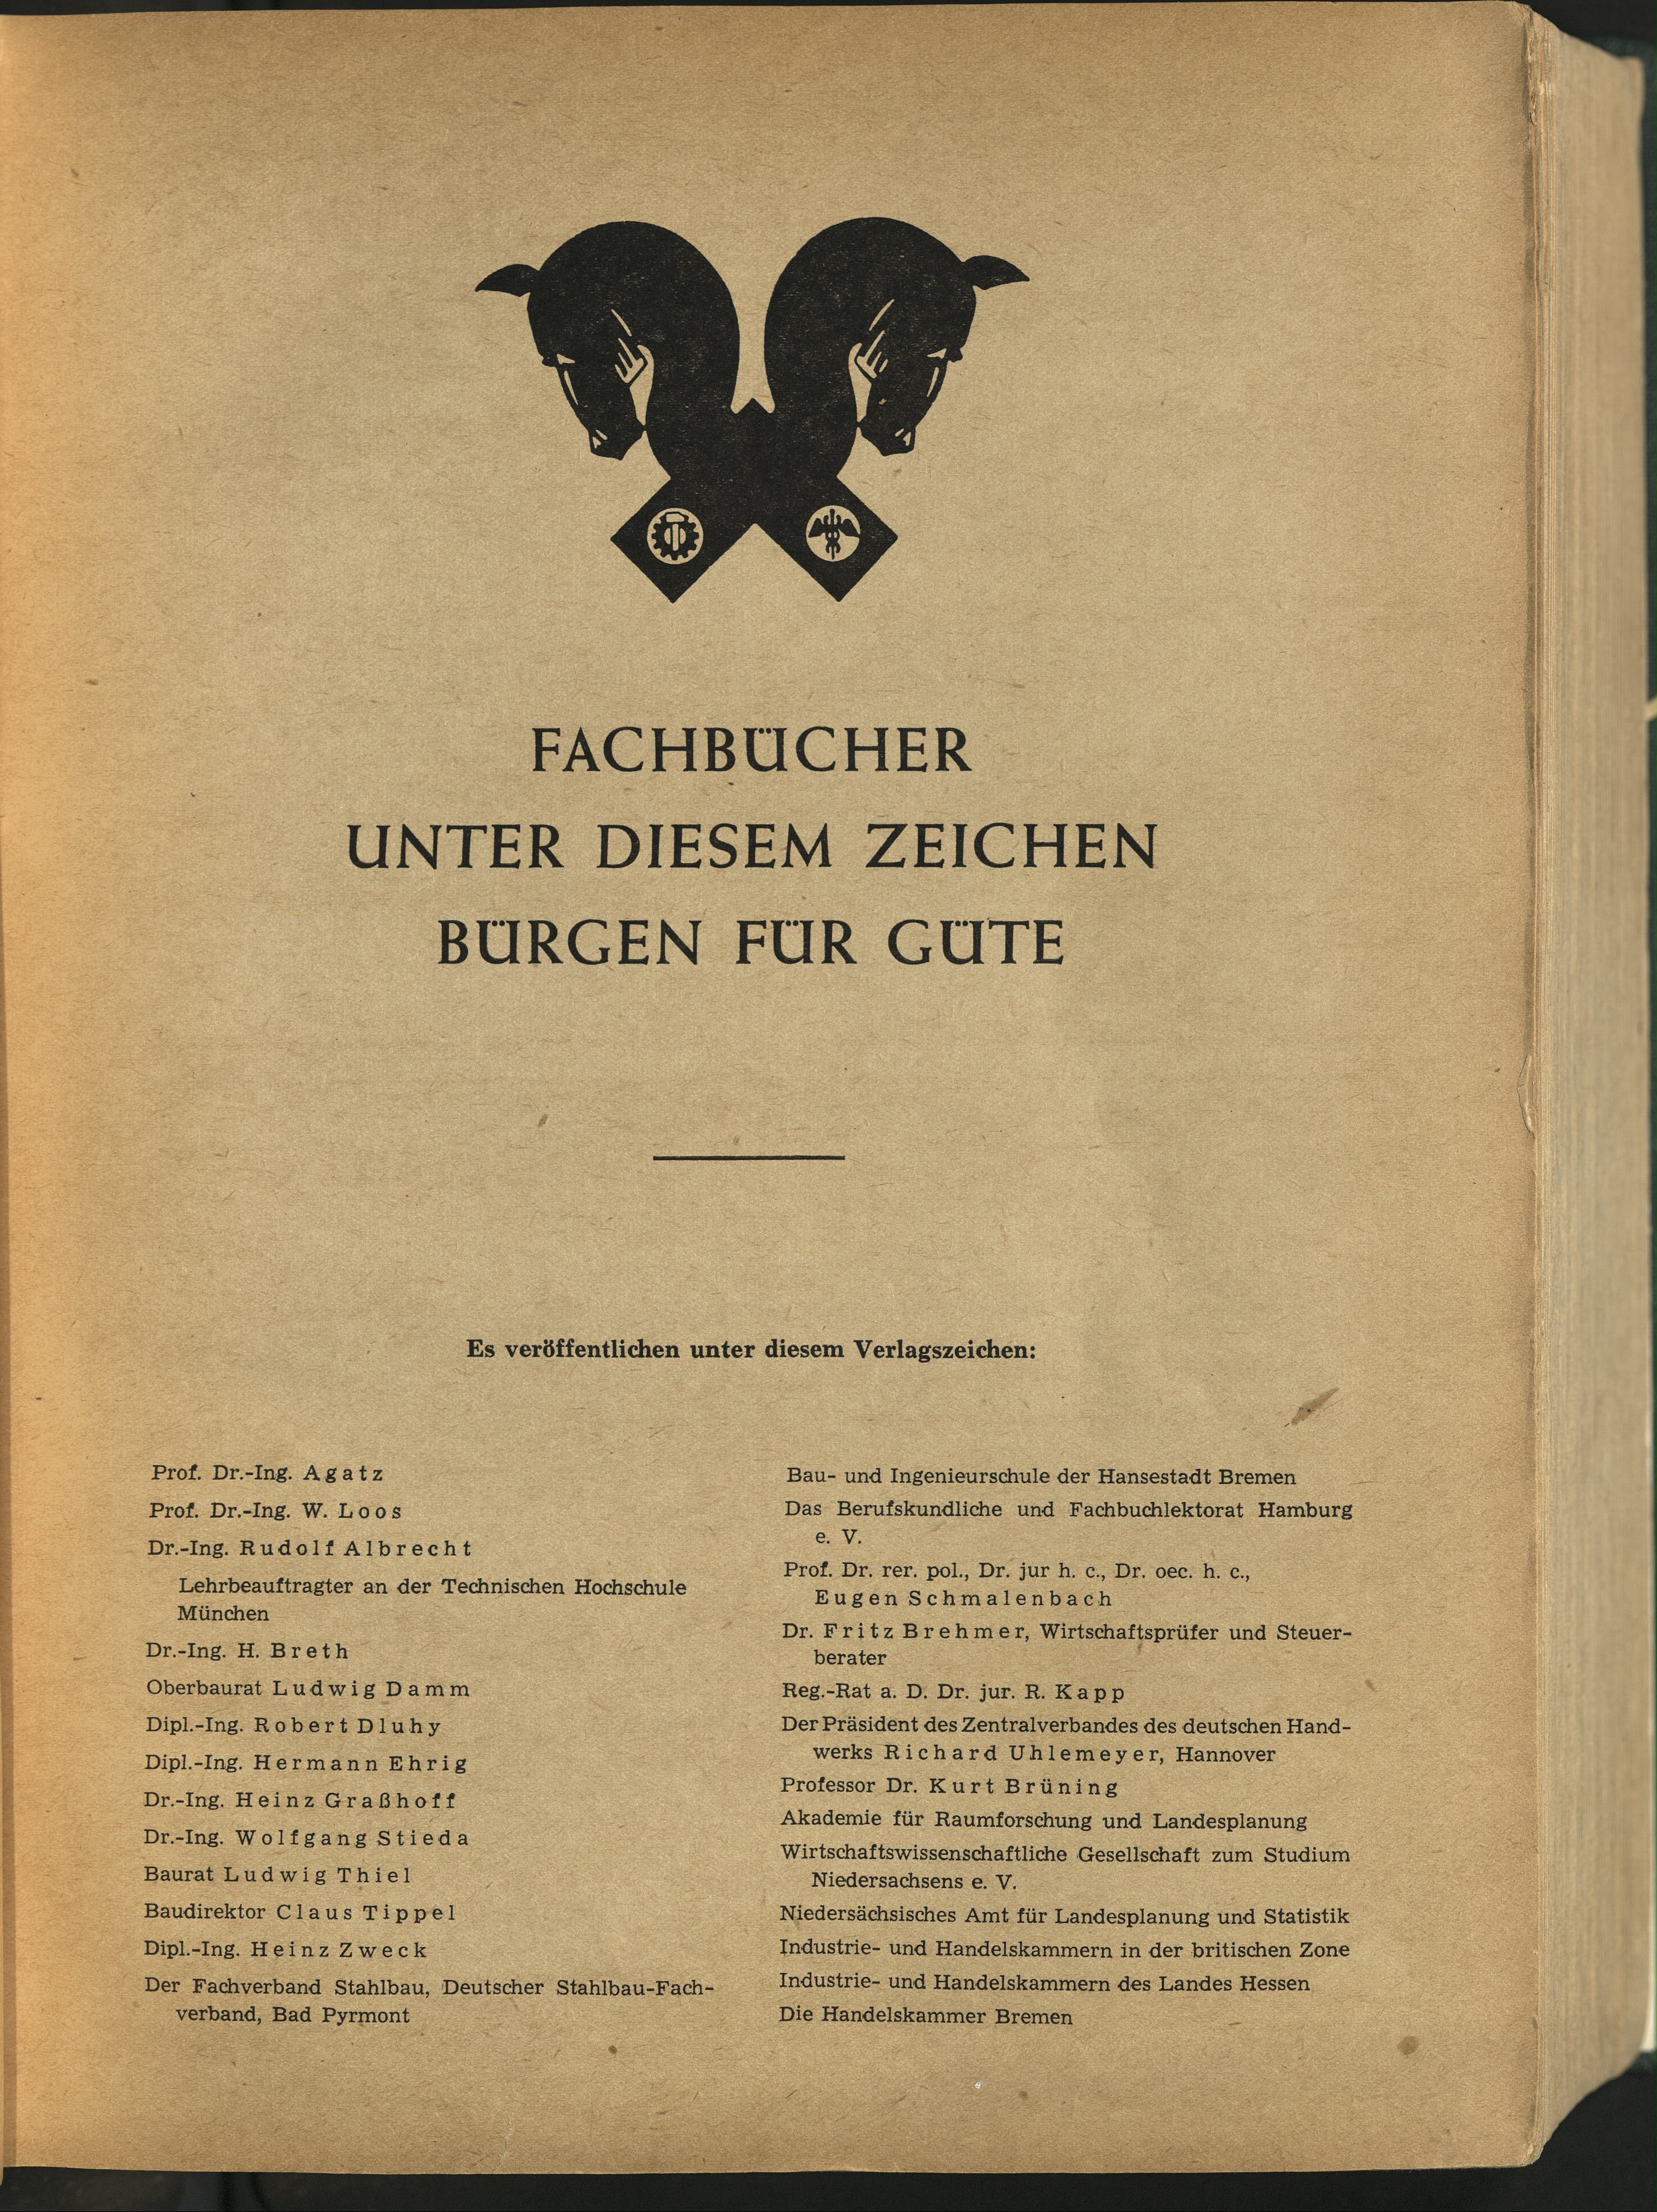 FACHBÜCHER
UNTER DIESEM ZEICHEN
BÜRGEN FÜR GÜTE
Es veröffentlichen unter diesem Verlagszeichen:
Prof. Dr.-Ing. Agatz
Prof. Dr.-Ing. W. Loos
Dr.-Ing. Rudolf Albrecht
Lehrbeauftragter an der Technischen Hochschule
München
Dr.-Ing. H. Breth
Oberbaurat Ludwig Damm
Dipl.-Ing. Robert Dluhy
Dipl.-Ing. Hermann Ehrig
Dr.-Ing. Heinz Graßhoff
Dr.-Ing. Wolfgang Stieda
Baurat Ludwig Thiel
Baudirektor Claus Tippel
Dipl.-Ing. Heinz Zweck
Der Fachverband Stahlbau, Deutscher Stahlbau-Fach-
verband, Bad Pyrmont
Bau- und Ingenieurschule der Hansestadt Bremen
Das Berufskundliche und Fachbuchlektorat Hamburg
e. V.
Prof. Dr. rer. pol., Dr. jur h. c., Dr. oec. h. c.,
Eugen Schmalenbach
Dr. Fritz Brehmer, Wirtschaftsprüfer und Steuer-
berater
Reg.-Rat a. D. Dr. jur. R. Kapp
Der Präsident des Zentralverbandes des deutschen Hand-
werks Richard Uhlemeyer, Hannover
Professor Dr. Kurt Brüning
Akademie für Raumforschung und Landesplanung
Wirtschaftswissenschaftliche Gesellschaft zum Studium
Niedersachsens e. V.
Niedersächsisches Amt für Landesplanung und Statistik
Industrie- und Handelskammern in der britischen Zone
Industrie- und Handelskammern des Landes Hessen
Die Handelskammer Bremen